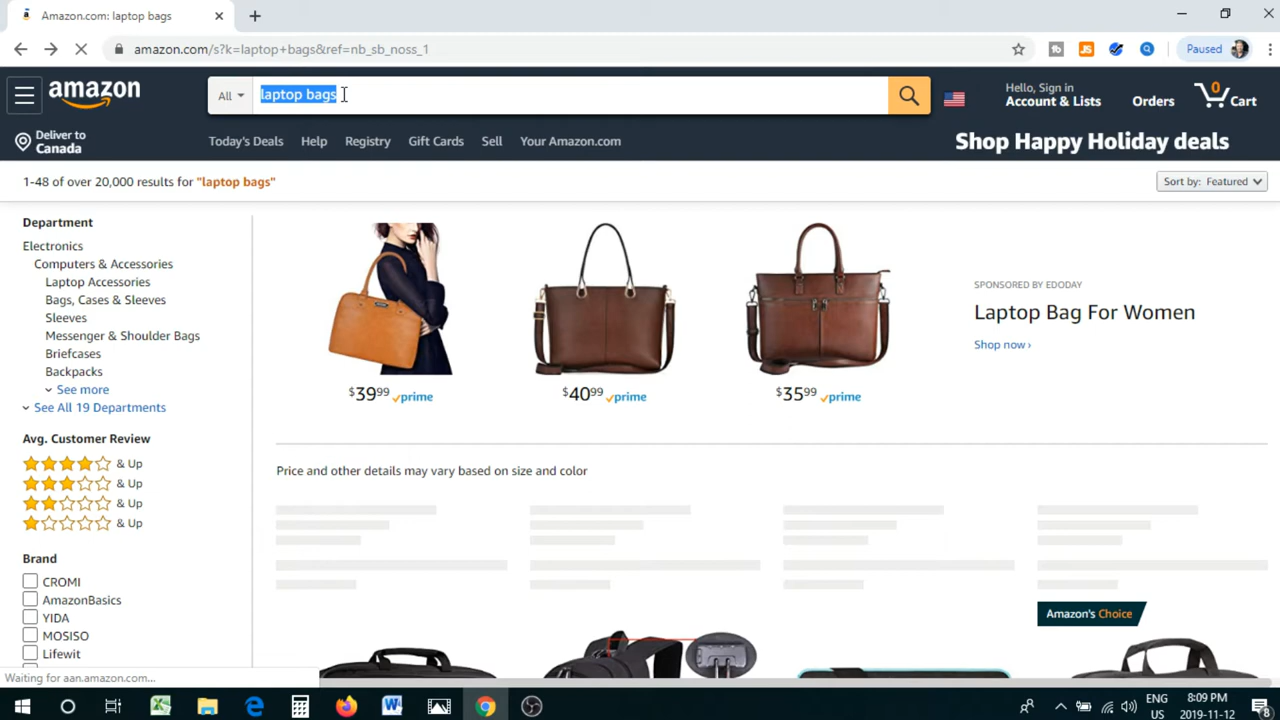 Amazon.com: laptop bags
amazon.com/s?k=laptop+bags&ref=nb_sb_noss_1
JS
Paused
amazon
All
laptop bags
Hello, Sign in
Account & Lists
Orders
0
Cart
Deliver to
Canada
Today's Deals Help Registry Gift Cards Sell Your Amazon.com
Shop Happy Holiday deals
1-48 of over 20,000 results for "laptop bags"
Sort by: Featured
Department
Electronics
Computers & Accessories
Laptop Accessories
Bags, Cases & Sleeves
Sleeves
Messenger & Shoulder Bags
Briefcases
Backpacks
See more
See All 19 Departments
Avg. Customer Review
& Up
& Up
& Up
& Up
Brand
CROMI
AmazonBasics
YIDA
MOSISO
Lifewit
$39 99 prime
$40 99 prime
$35 99 prime
SPONSORED BY EDODAY
Laptop Bag For Women
Shop now ›
Price and other details may vary based on size and color
Amazon's Choice
Waiting for aan.amazon.com...
ENG
US
8:09 PM
2019-11-12
8